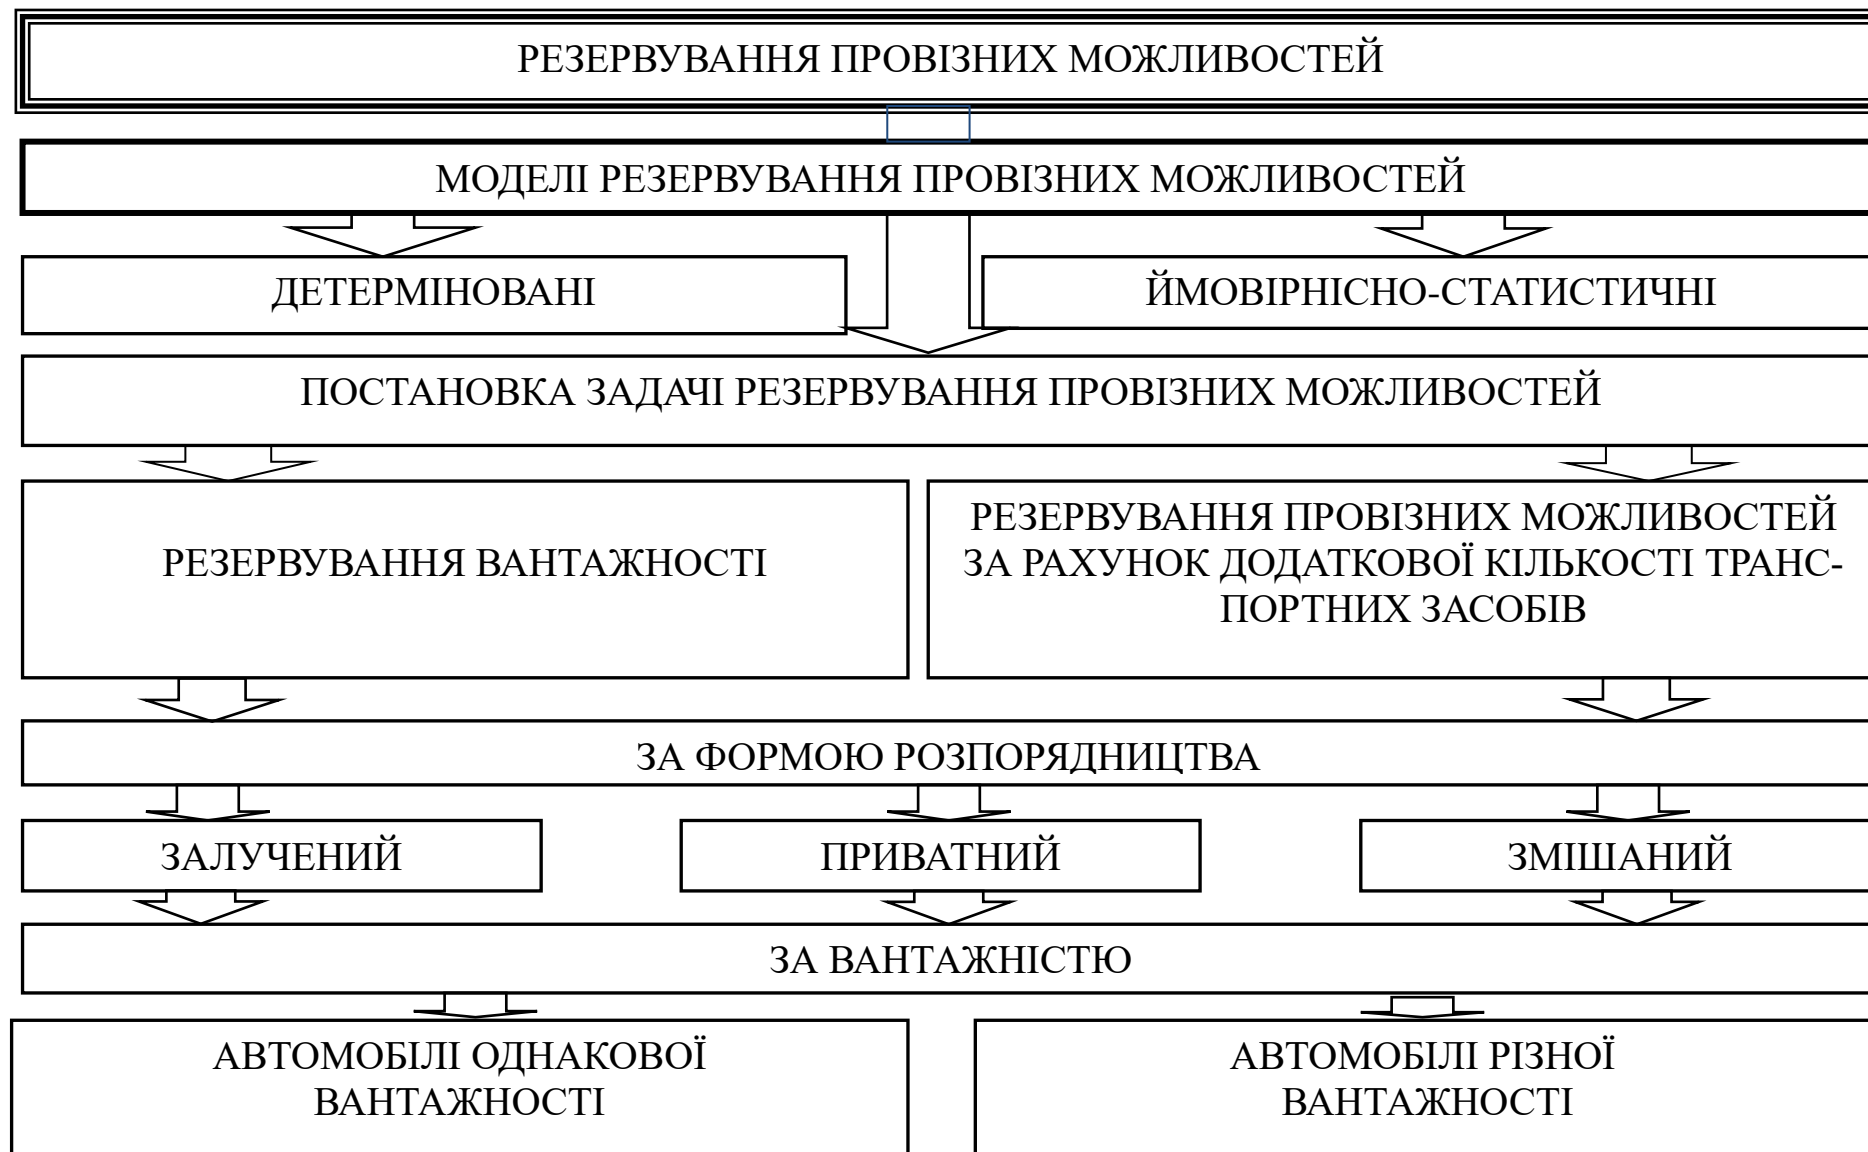 РЕЗЕРВУВАННЯ ПРОВІЗНИХ МОЖЛИВОСТЕЙ
МОДЕЛІ РЕЗЕРВУВАННЯ ПРОВІЗНИХ МОЖЛИВОСТЕЙ
ДЕТЕРМІНОВАНІ
ЙМОВІРНІСНО-СТАТИСТИЧНІ
ПОСТАНОВКА ЗАДАЧІ РЕЗЕРВУВАННЯ ПРОВІЗНИХ МОЖЛИВОСТЕЙ
РЕЗЕРВУВАННЯ ВАНТАЖНОСТІ
РЕЗЕРВУВАННЯ ПРОВІЗНИХ МОЖЛИВОСТЕЙ
ЗА РАХУНОК ДОДАТКОВОЇ КІЛЬКОСТІ ТРАНС-
ПОРТНИХ ЗАСОБІВ
ЗА ФОРМОЮ РОЗПОРЯДНИЦТВА
ЗАЛУЧЕНИЙ
ПРИВАТНИЙ
ЗМІШАНИЙ
ЗА ВАНТАЖНІСТЮ
АВТОМОБІЛІ ОДНАКОВОЇ
ВАНТАЖНОСТІ
АВТОМОБІЛІ РІЗНОЇ
ВАНТАЖНОСТІ